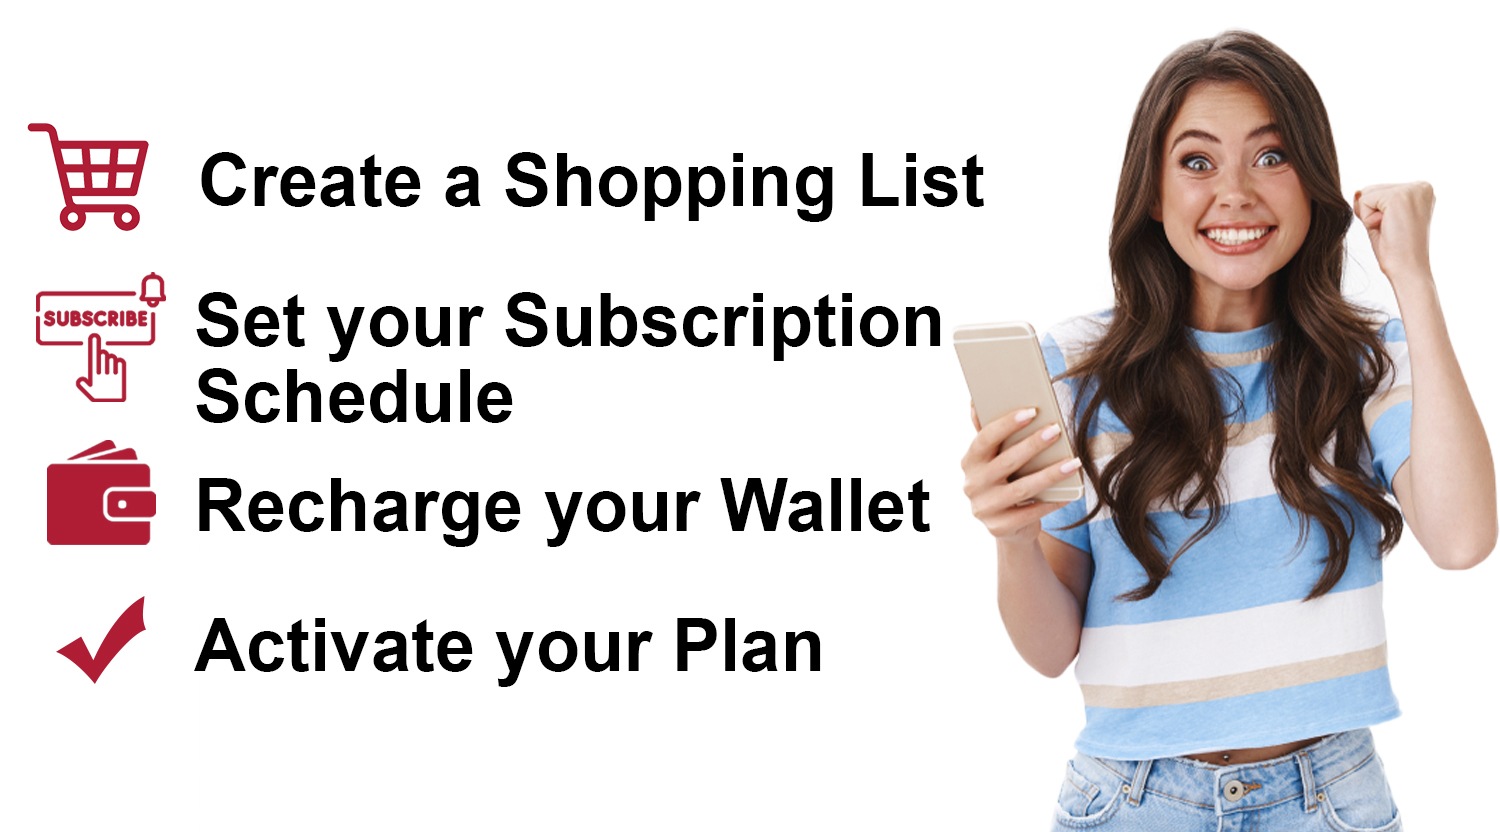 Create a Shopping List
SUBSCRIBE
Set your Subscription
Schedule
Recharge your Wallet
Activate your Plan